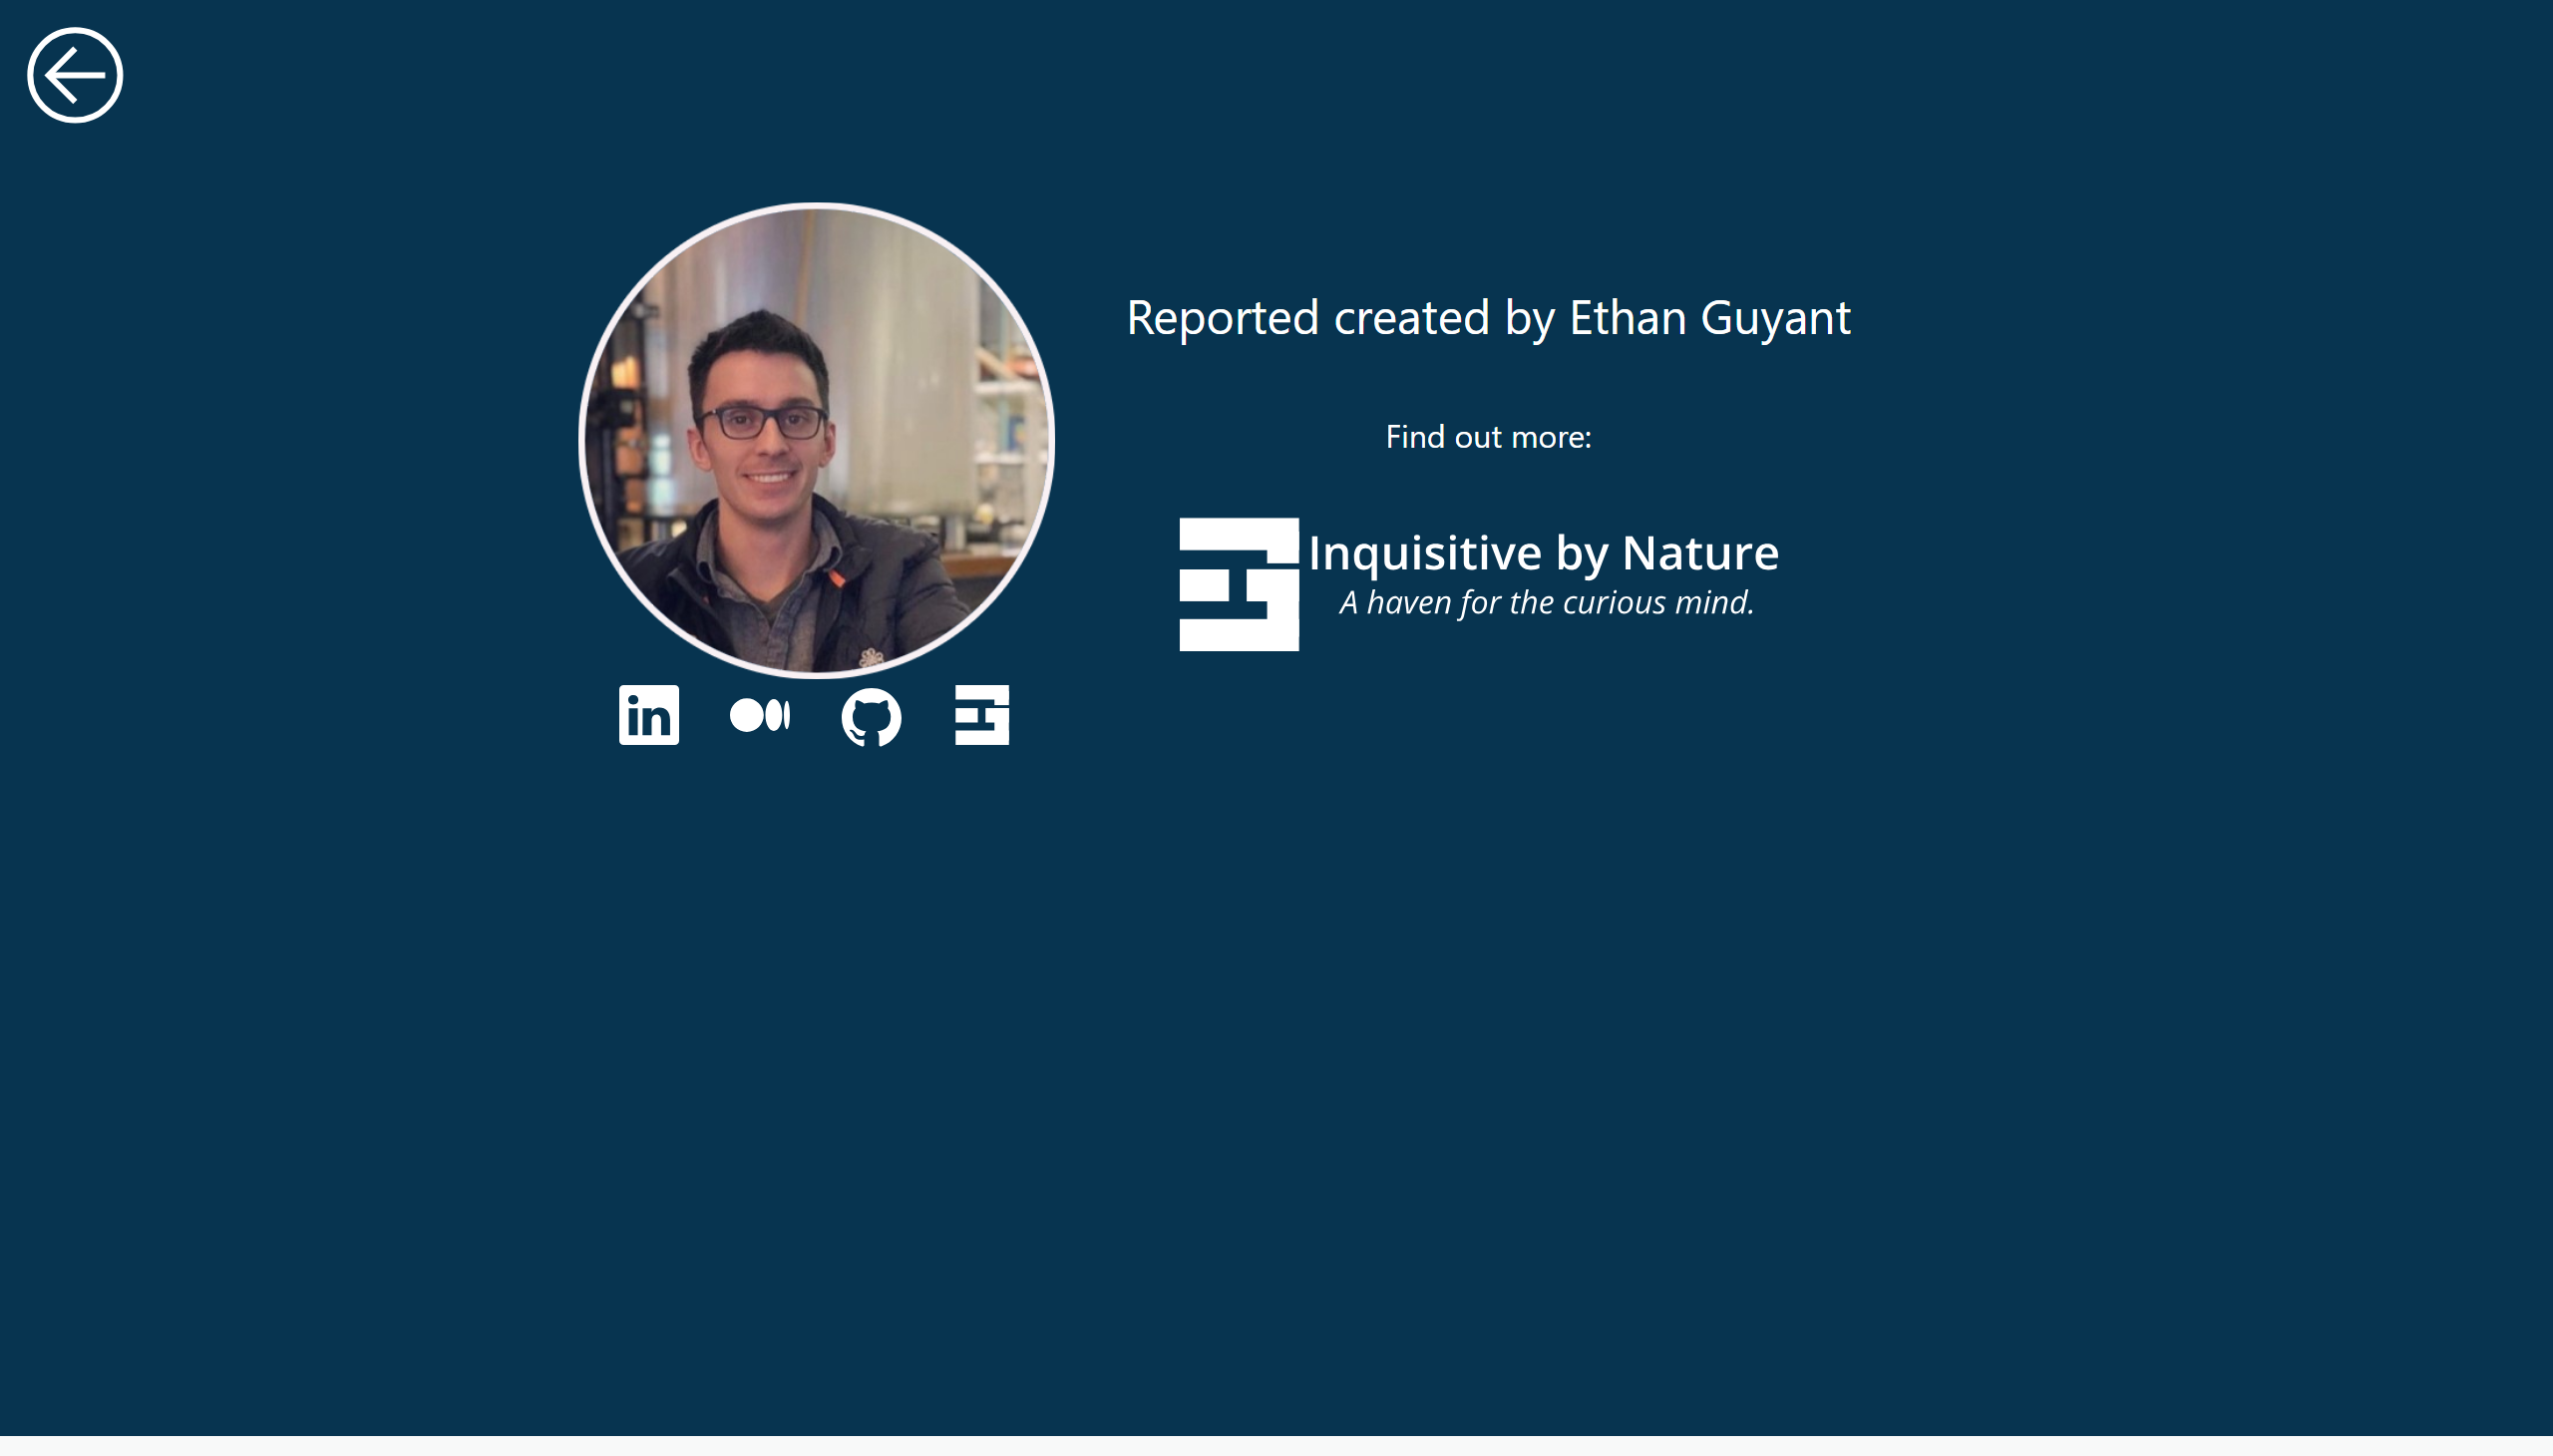 Reported created by Ethan Guyant
Find out more:
Inquisitive by Nature
A haven for the curious mind.
in